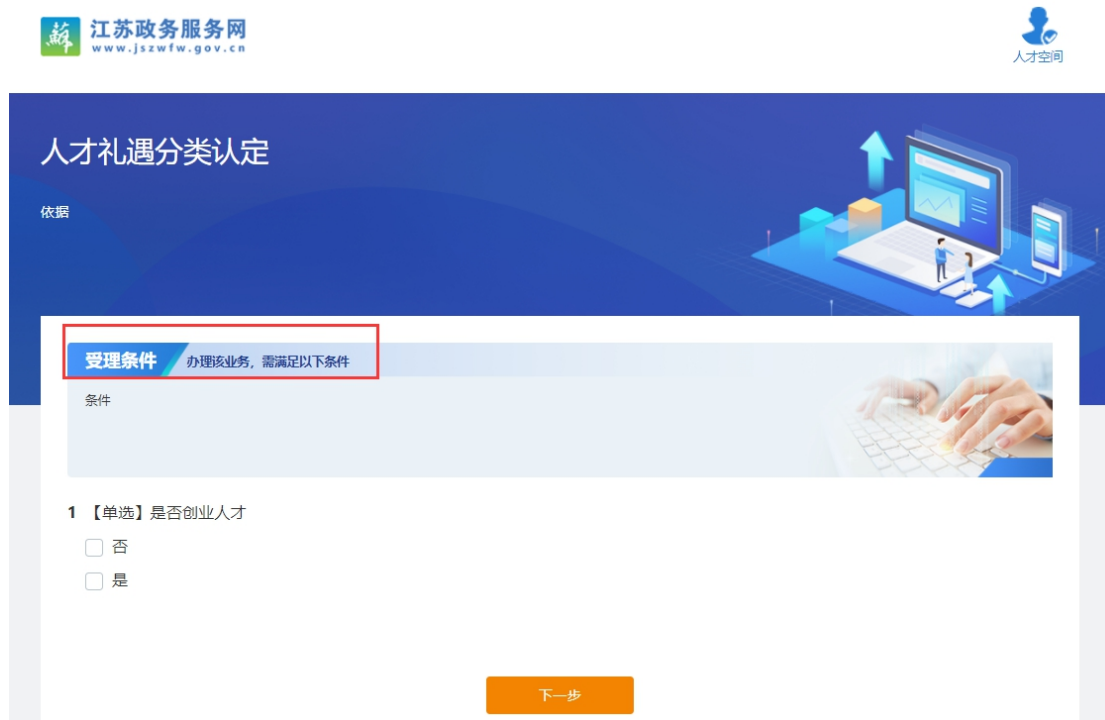 蘇
江苏政务服务网
www.jszwfw.gov.cn
人才空间
人才礼遇分类认定
依据
受理条件 办理该业务，需满足以下条件
条件
1 【单选】是否创业人才
否
是
下一步